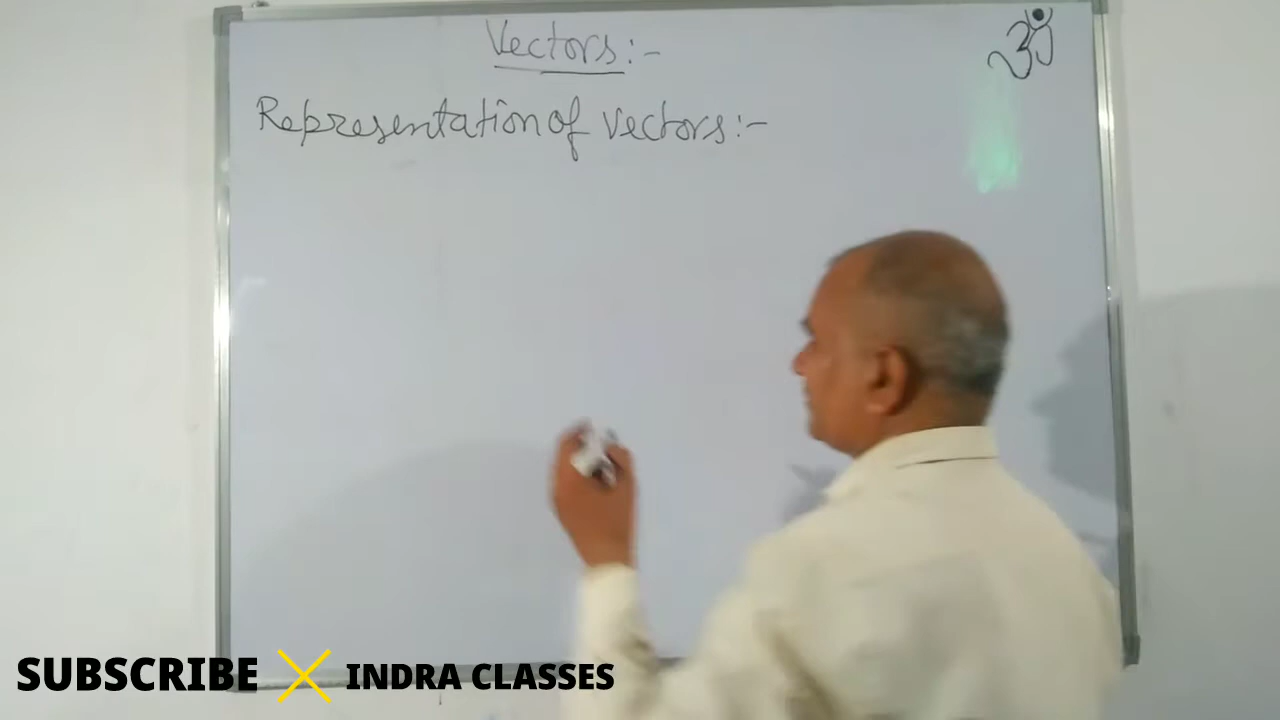 Vectors:-
ॐ
Representation of Vectors:-
SUBSCRIBE INDRA CLASSES